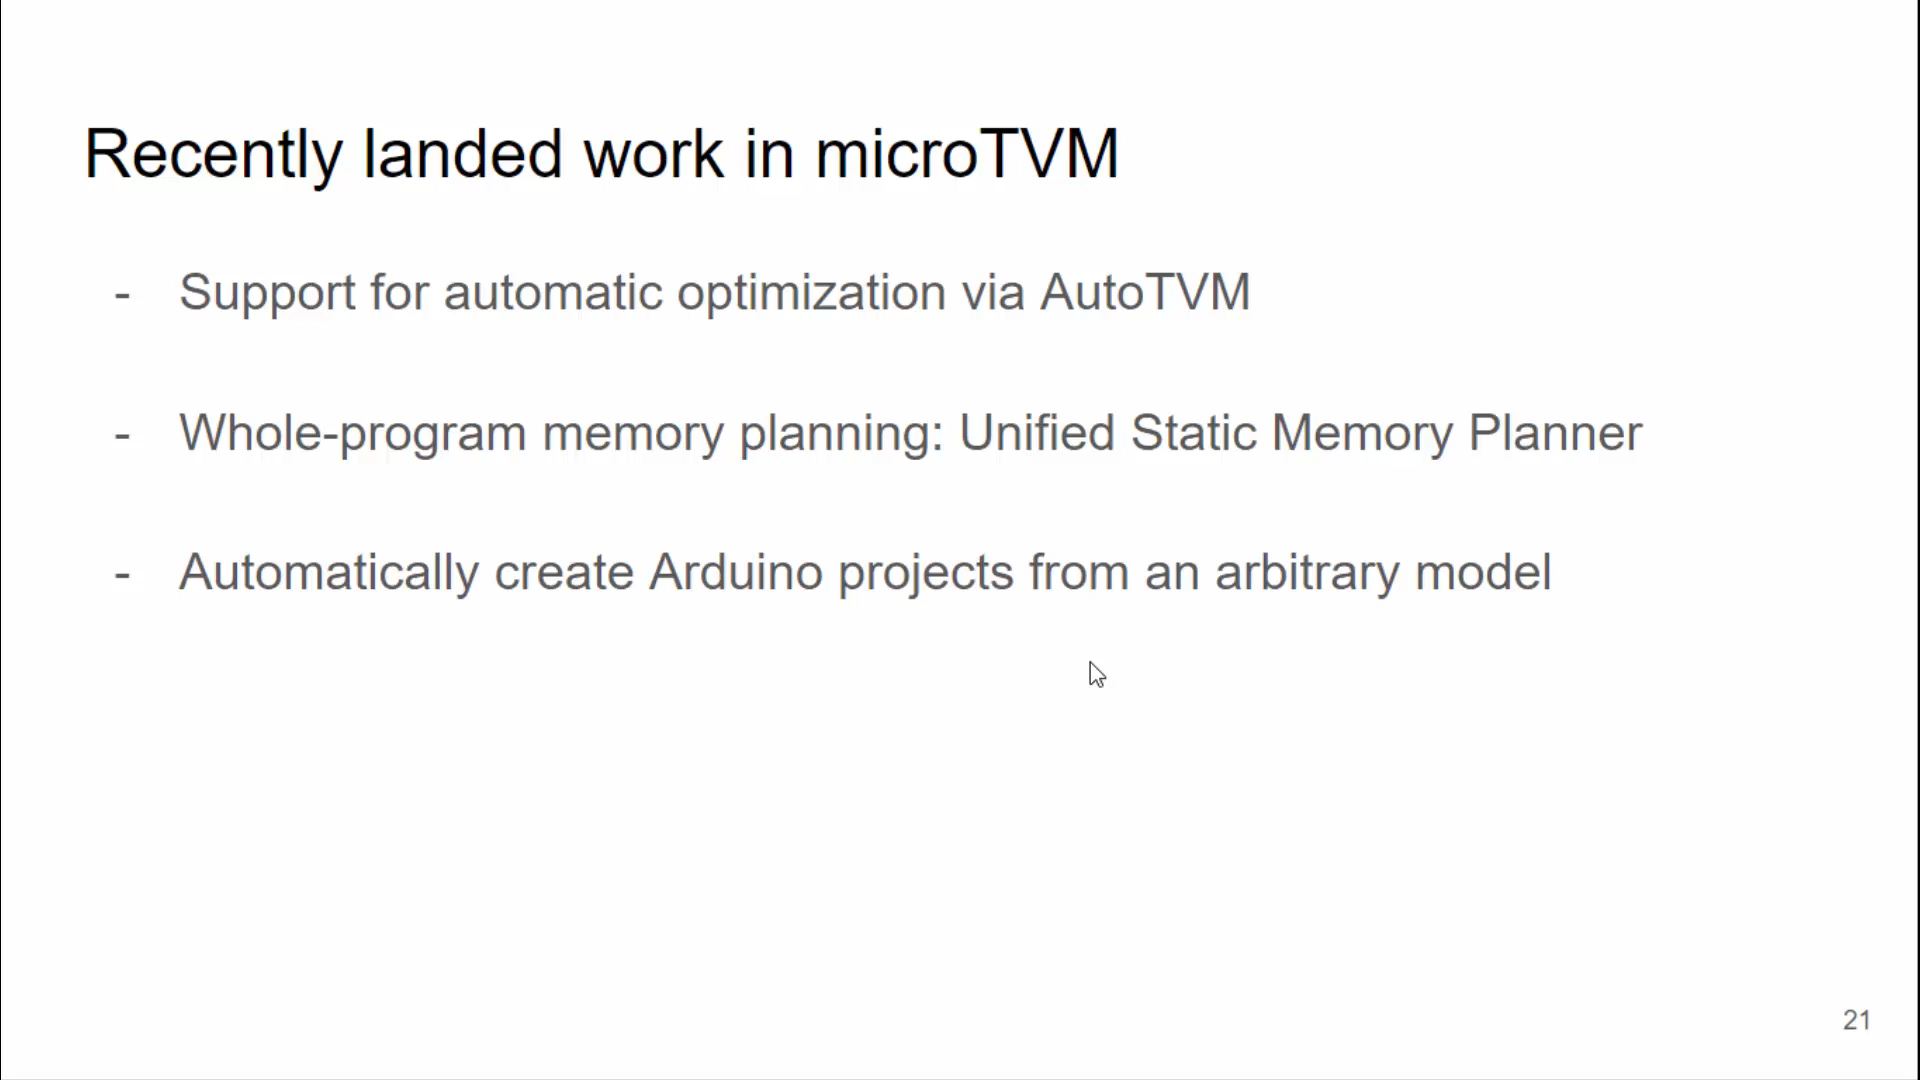 Recently landed work in microTVM
- Support for automatic optimization via AutoTVM
- Whole-program memory planning: Unified Static Memory Planner
- Automatically create Arduino projects from an arbitrary model
21